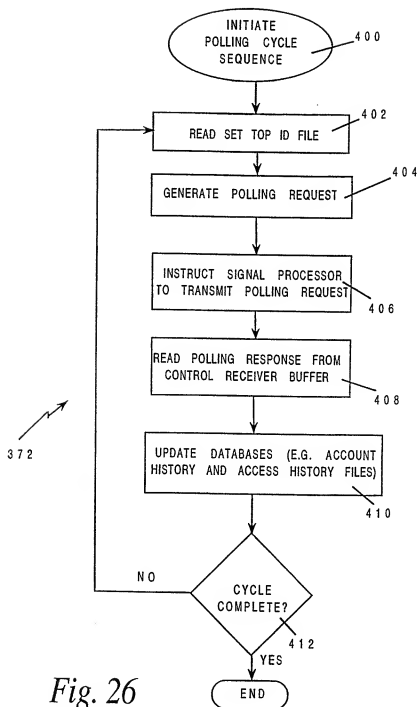 INITIATE
POLLING CYCLE
SEQUENCE
400
402
READ SET TOP ID FILE
404
GENERATE POLLING REQUEST
INSTRUCT SIGNAL PROCESSOR
TO TRANSMIT POLLING REQUEST
406
READ POLLING RESPONSE FROM
CONTROL RECEIVER BUFFER
408
372
UPDATE DATABASES (E.G. ACCOUNT
HISTORY AND ACCESS HISTORY FILES)
410
NO
CYCLE
COMPLETE?
412
YES
Fig. 26
END